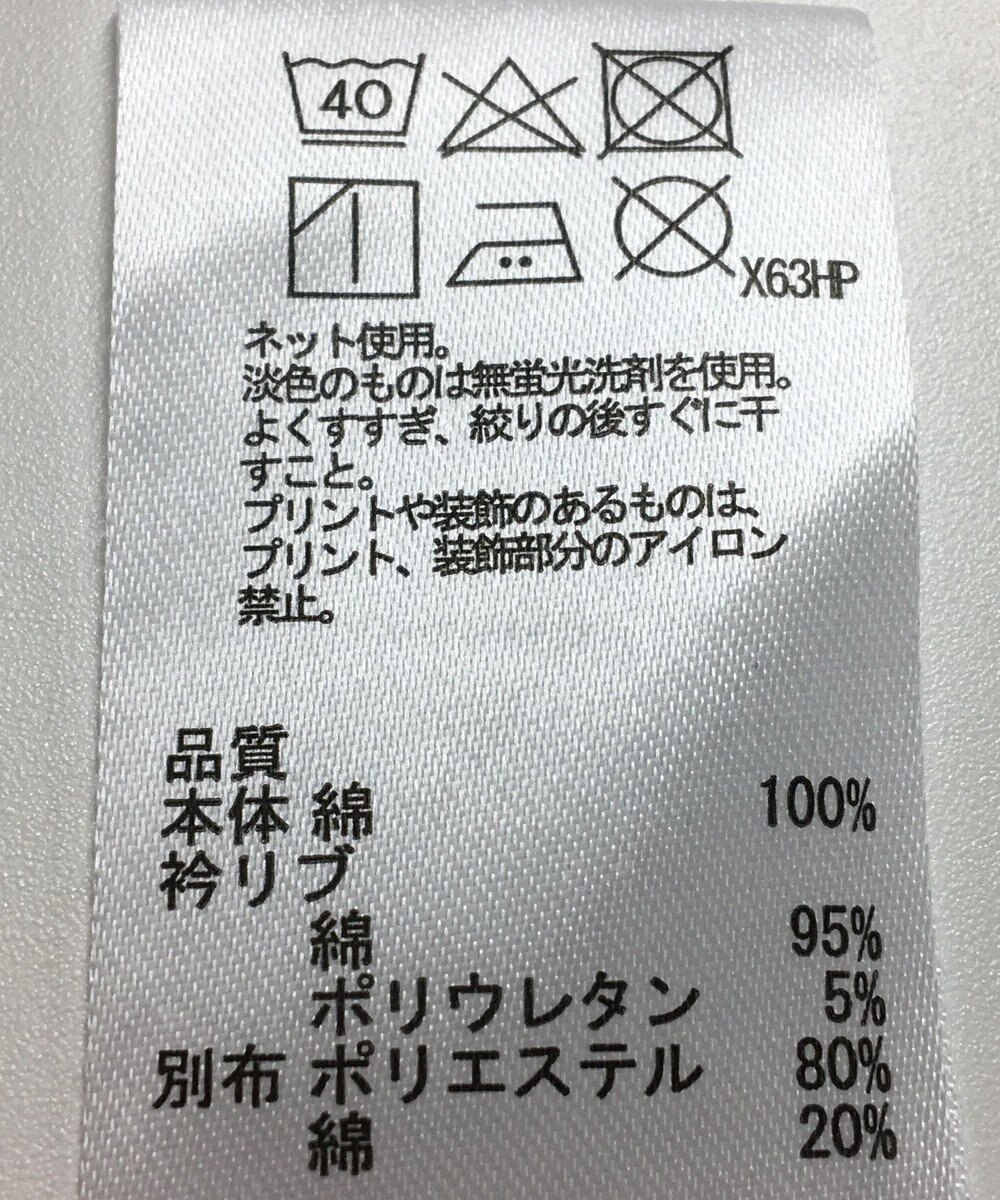 40
X63HP
ネット使用。
淡色のものは無蛍光洗剤を使用。
よくすすぎ、絞りの後すぐに干
すこと。
プリントや装飾のあるものは、
プリント、装飾部分のアイロン
禁止。
品質
本体 綿 100%
衿リブ
綿 95%
ポリウレタン 5%
別布 ポリエステル 80%
綿 20%